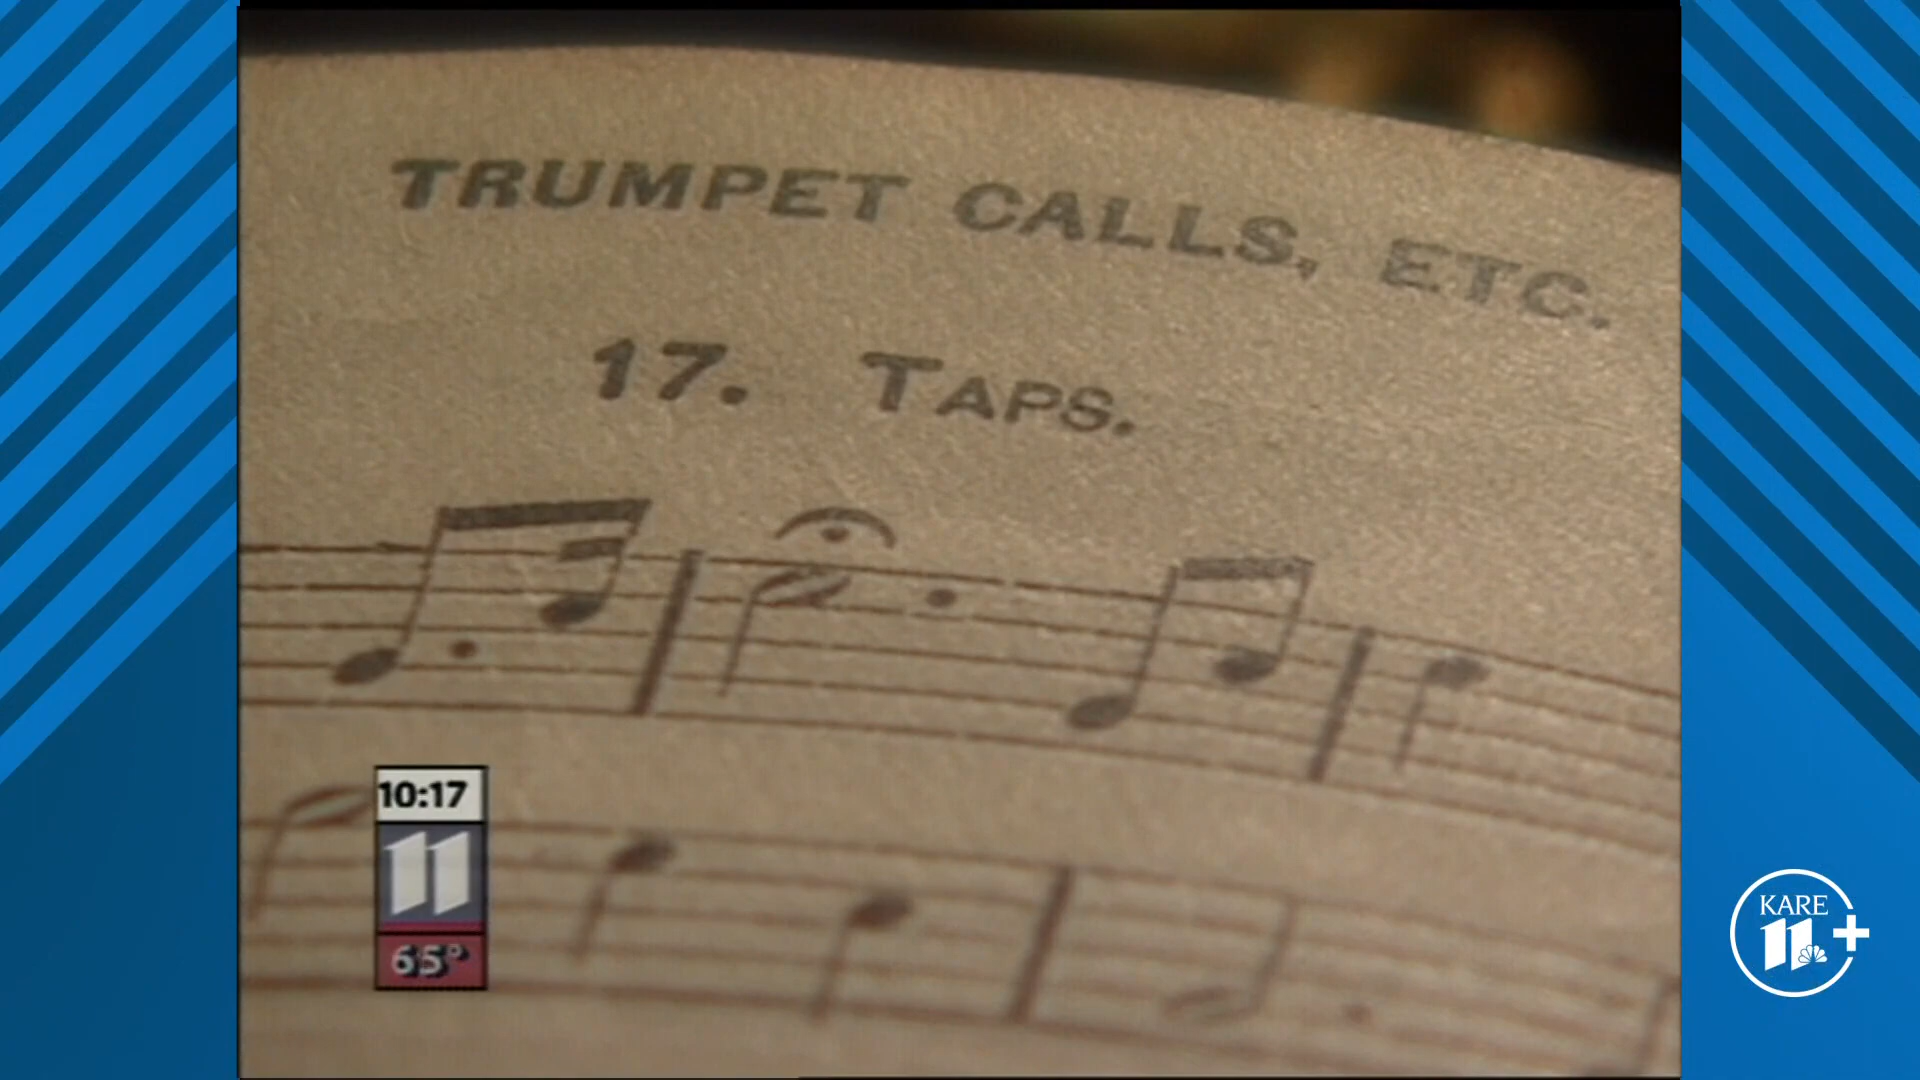 TRUMPET CALLS, ETC.
17. TAPS.
10:17
11
65°
KARE
11+